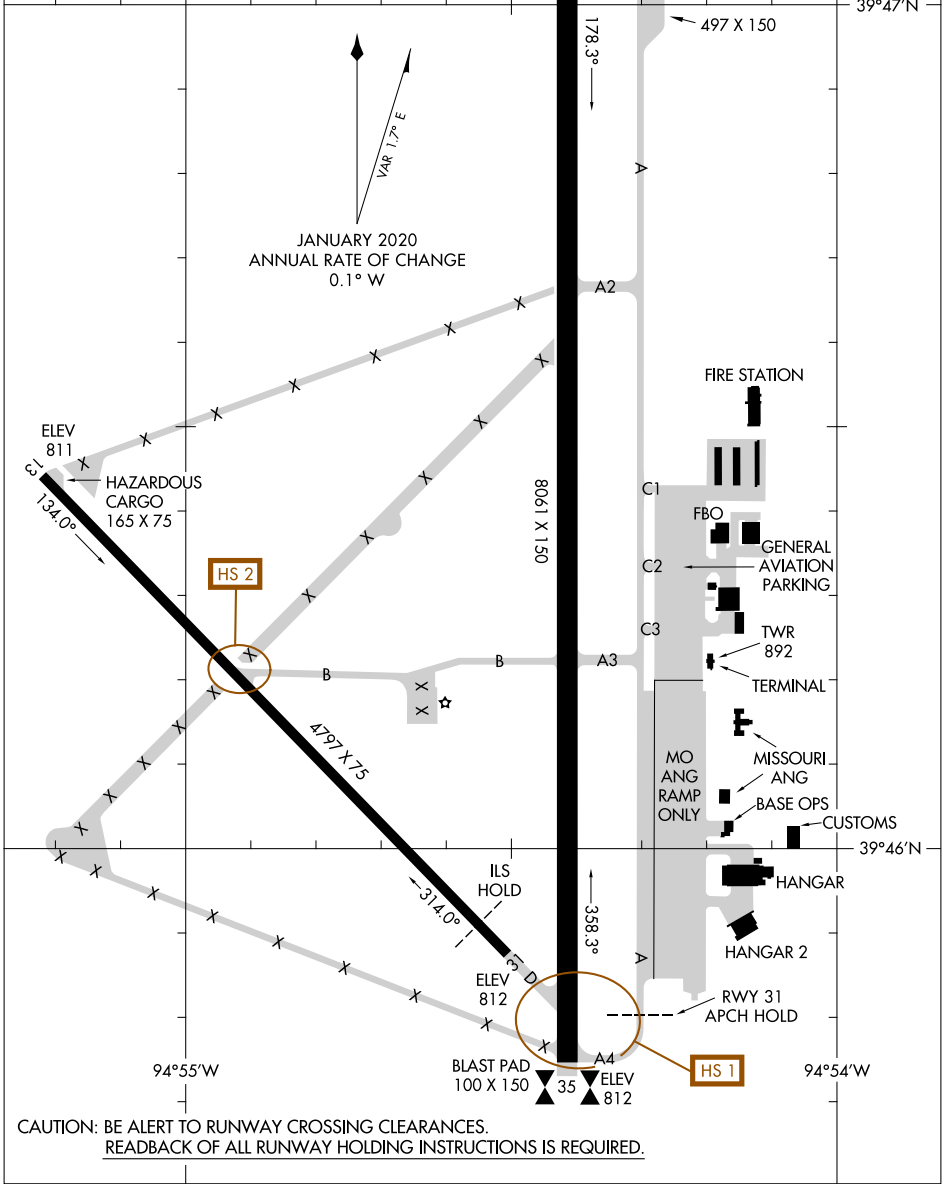 39°47'N
497 X 150
178.3°
VAR 1.7° E
A
JANUARY 2020
ANNUAL RATE OF CHANGE
0.1° W
A2
X X X X X X X
X X X X X X
FIRE STATION
ELEV
811
13
HAZARDOUS
CARGO
165 X 75
134.0°
8061 X 150
C1
FBO
GENERAL
AVIATION
PARKING
C2
HS 2
C3
TWR
892
TERMINAL
B
B
A3
X
X
4797 X 75
X X X X X
MO
ANG
RAMP
ONLY
MISSOURI
ANG
BASE OPS
CUSTOMS
39°46'N
X X X X X X X X X
ILS
HOLD
314.0°
358.3°
HANGAR
HANGAR 2
A
31
D
ELEV
812
RWY 31
APCH HOLD
A4
HS 1
94°55'W
94°54'W
BLAST PAD
100 X 150
35
ELEV
812
CAUTION: BE ALERT TO RUNWAY CROSSING CLEARANCES.
READBACK OF ALL RUNWAY HOLDING INSTRUCTIONS IS REQUIRED.